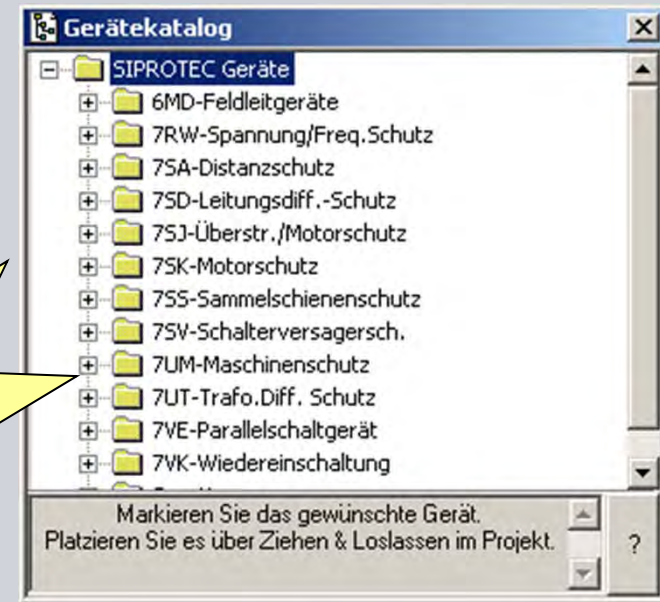 Gerätekatalog
SIPROTEC Geräte
6MD-Feldleitgeräte
7RW-Spannung/Freq.Schutz
7SA-Distanzschutz
7SD-Leitungsdiff.-Schutz
7SJ-Überstr./Motorschutz
7SK-Motorschutz
7SS-Sammelschienenschutz
7SV-Schalterversagersch.
7UM-Maschinenschutz
7UT-Trafo.Diff. Schutz
7VE-Parallelschaltgerät
7VK-Wiedereinschaltung
Markieren Sie das gewünschte Gerät.
Platzieren Sie es über Ziehen & Loslassen im Projekt.
?